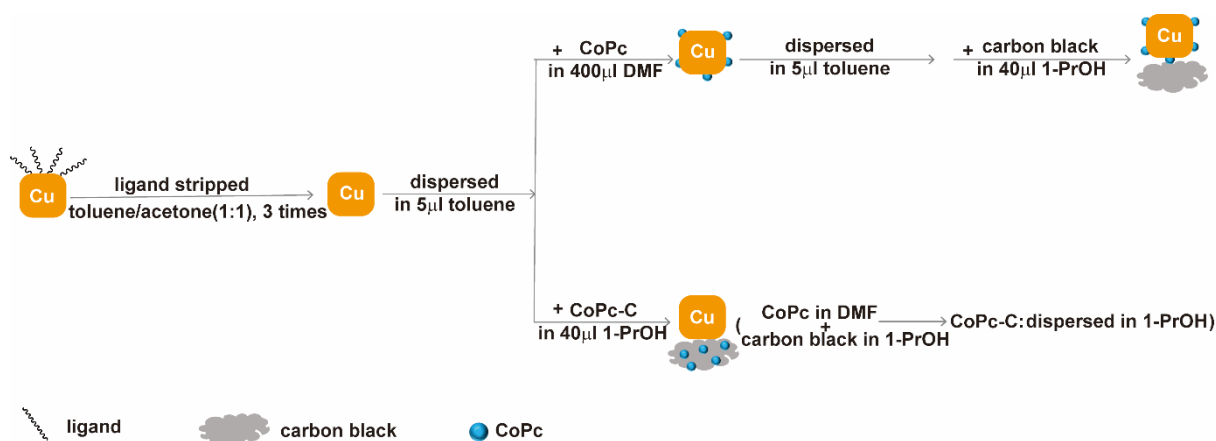 Cu
ligand stripped
toluene/acetone(1:1), 3 times
Cu
dispersed
in 5μl toluene
+ CoPc
in 400μl DMF
Cu
dispersed
in 5μl toluene
+ carbon black
in 40μl 1-PrOH
Cu
+ CoPc-C
in 40μl 1-PrOH
Cu
( CoPc in DMF
+
carbon black in 1-PrOH
CoPc-C:dispersed in 1-PrOH)
ligand
carbon black
CoPc